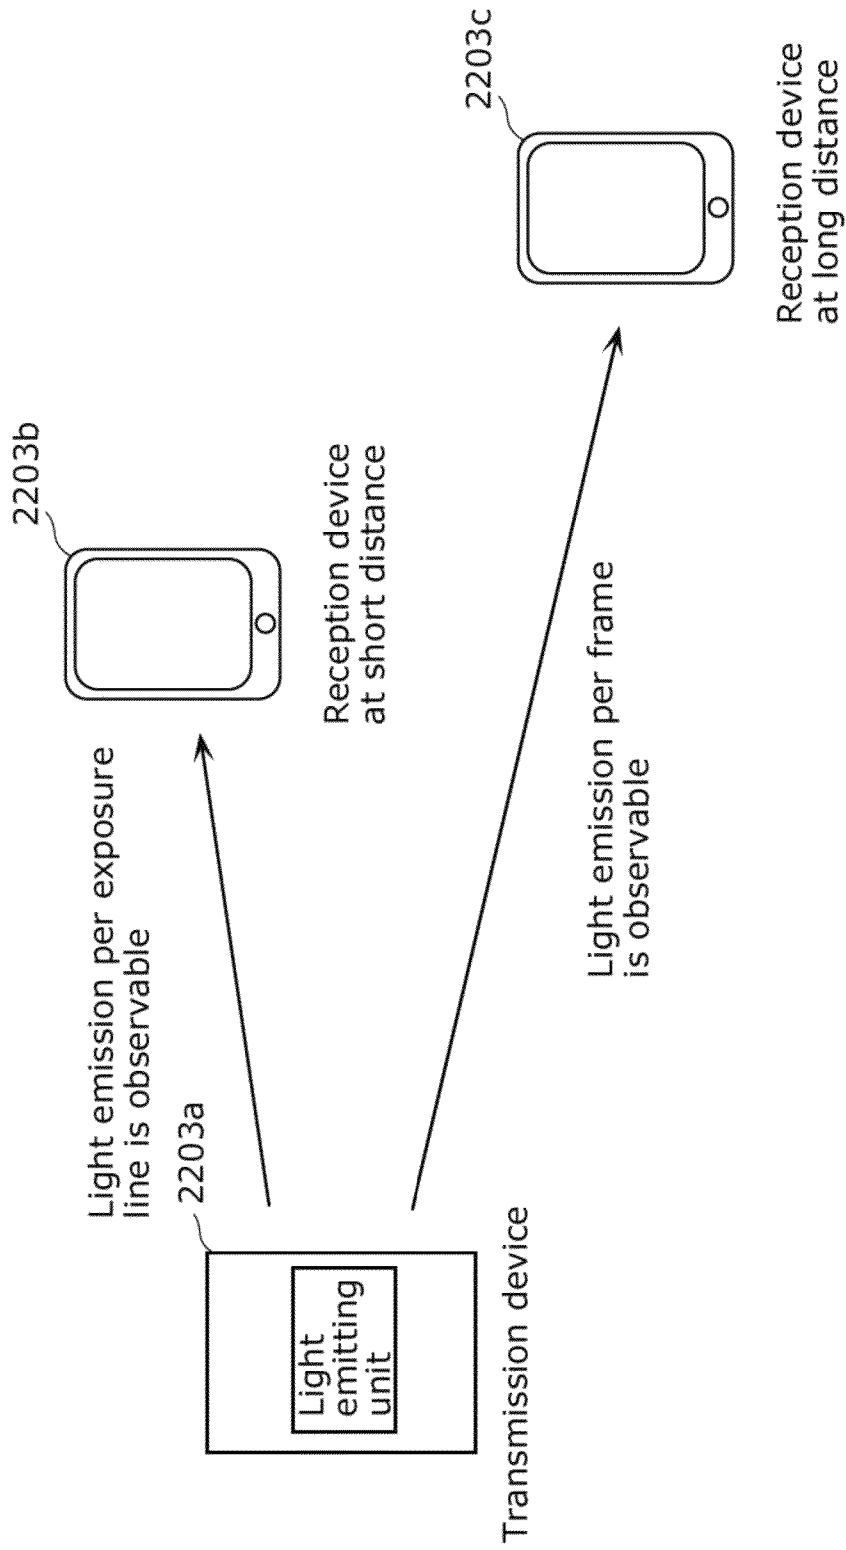 2203a
Light
emitting
unit
Transmission device
Light emission per exposure
line is observable
2203b
Reception device
at short distance
Light emission per frame
is observable
2203c
Reception device
at long distance